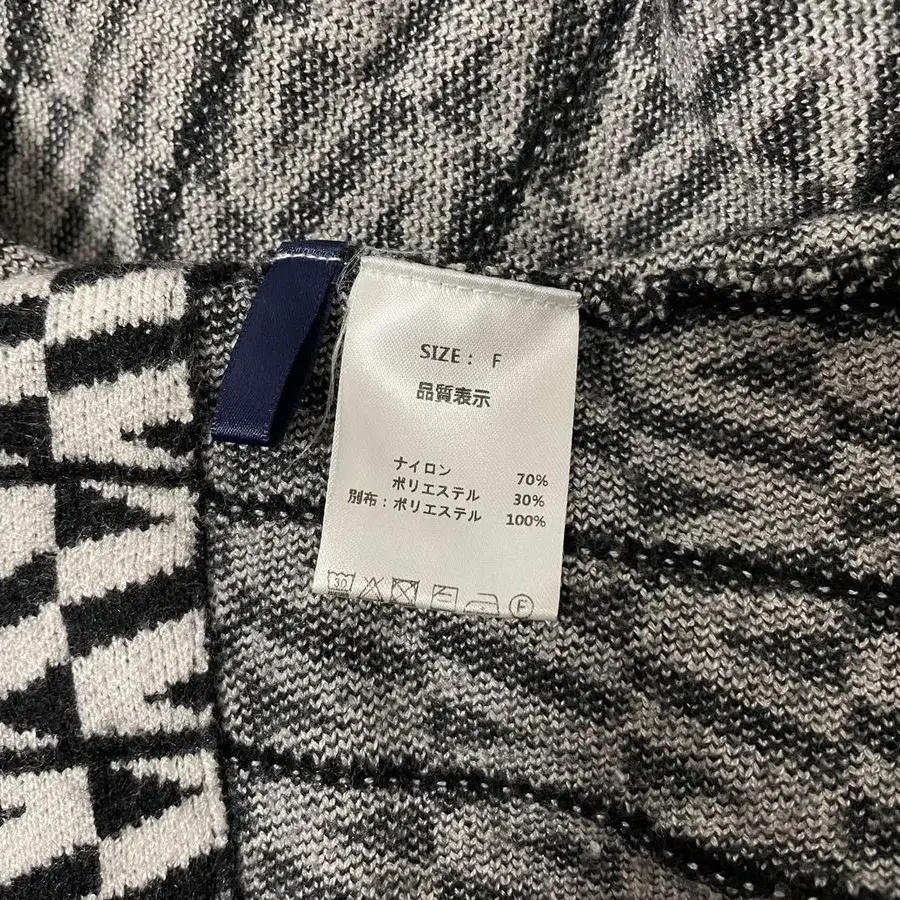 SIZE： F
品質表示
ナイロン 70%
ポリエステル 30%
別布：ポリエステル 100%
30 F